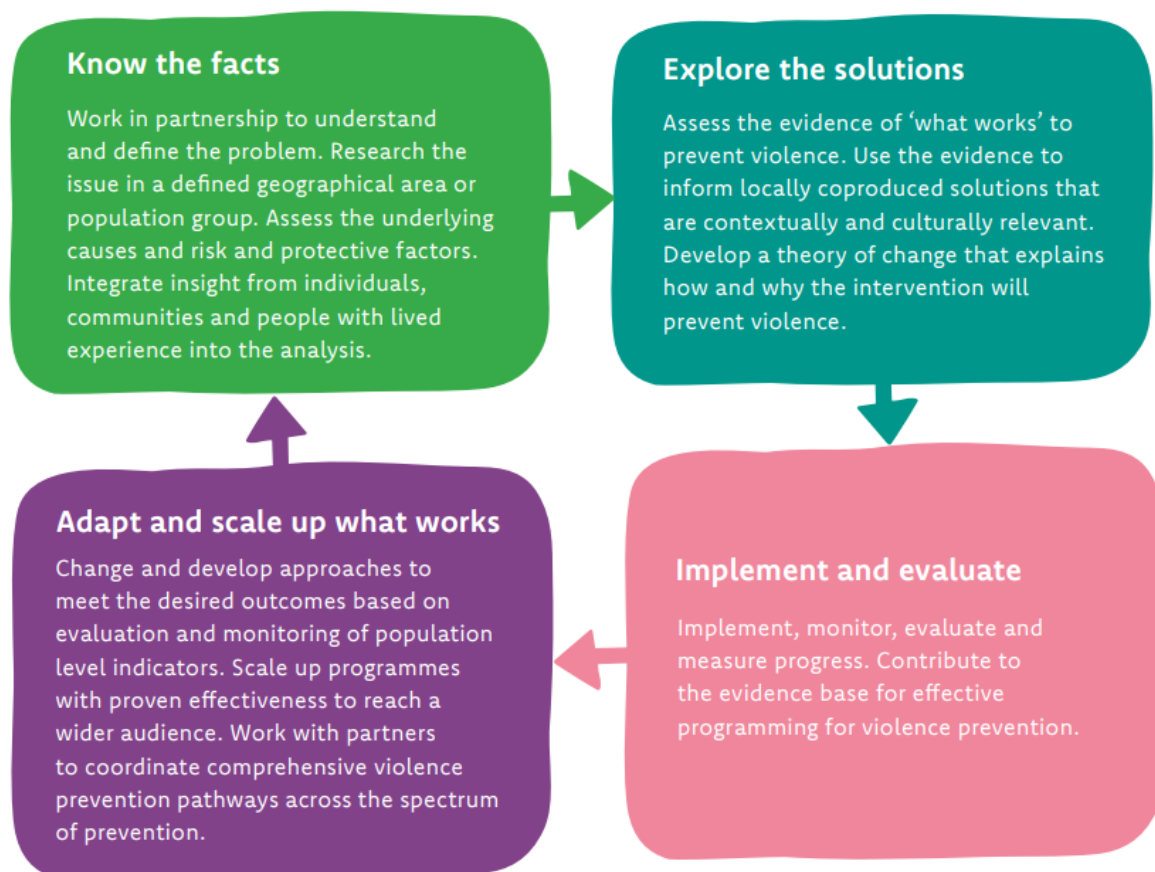 Know the facts
Work in partnership to understand
and define the problem. Research the
issue in a defined geographical area or
population group. Assess the underlying
causes and risk and protective factors.
Integrate insight from individuals,
communities and people with lived
experience into the analysis.
Explore the solutions
Assess the evidence of ‘what works’ to
prevent violence. Use the evidence to
inform locally coproduced solutions that
are contextually and culturally relevant.
Develop a theory of change that explains
how and why the intervention will
prevent violence.
Implement and evaluate
Implement, monitor, evaluate and
measure progress. Contribute to
the evidence base for effective
programming for violence prevention.
Adapt and scale up what works
Change and develop approaches to
meet the desired outcomes based on
evaluation and monitoring of population
level indicators. Scale up programmes
with proven effectiveness to reach a
wider audience. Work with partners
to coordinate comprehensive violence
prevention pathways across the spectrum
of prevention.